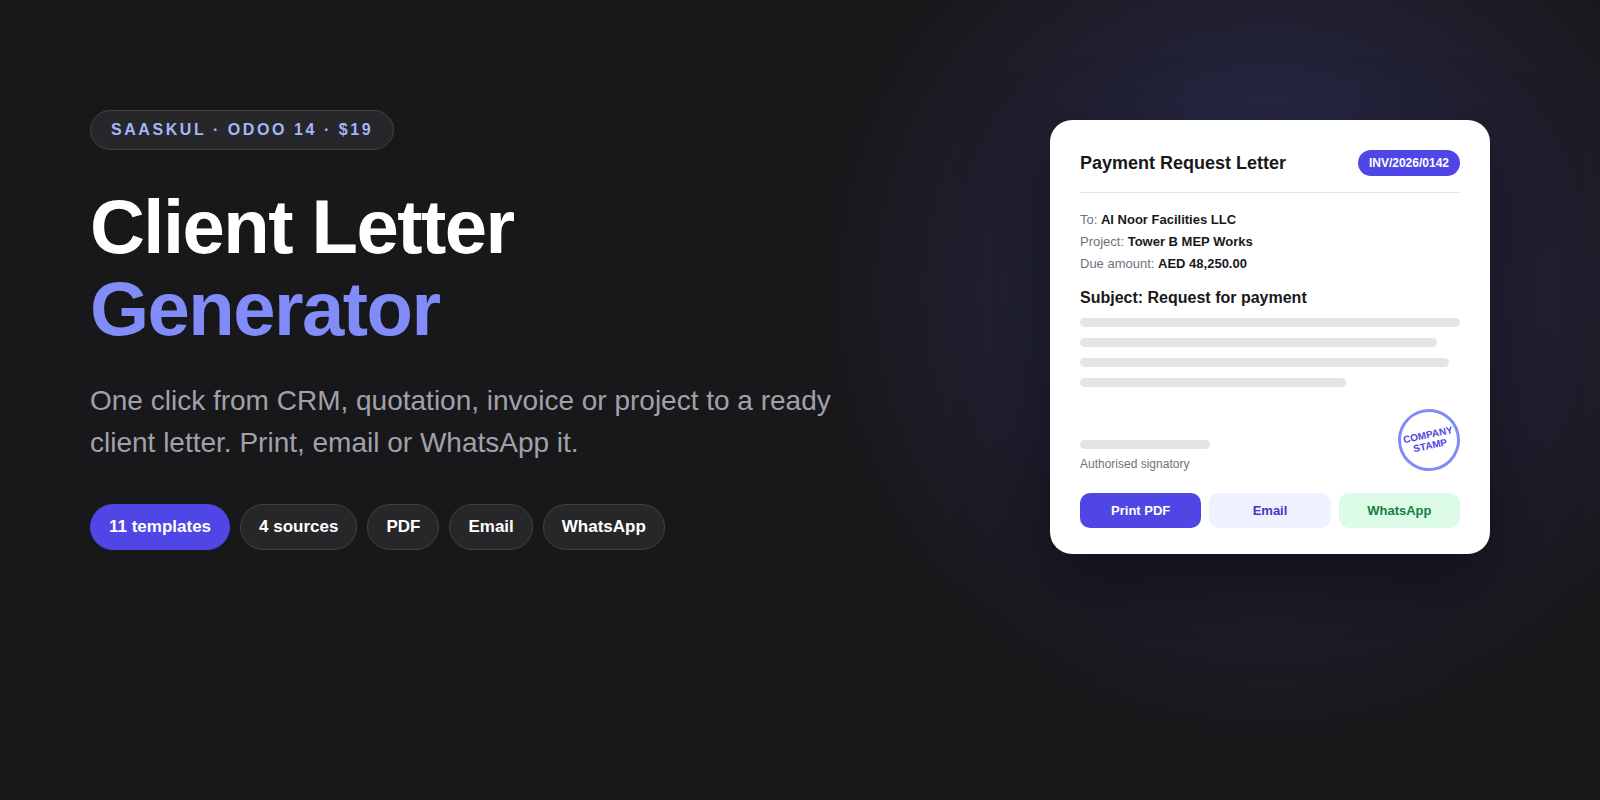 SAASKUL · ODOO 14 · $19
Client Letter
Generator
One click from CRM, quotation, invoice or project to a ready
client letter. Print, email or WhatsApp it.
11 templates
4 sources
PDF
Email
WhatsApp
Payment Request Letter
INV/2026/0142
To: Al Noor Facilities LLC
Project: Tower B MEP Works
Due amount: AED 48,250.00
Subject: Request for payment
COMPANY
STAMP
Authorised signatory
Print PDF
Email
WhatsApp